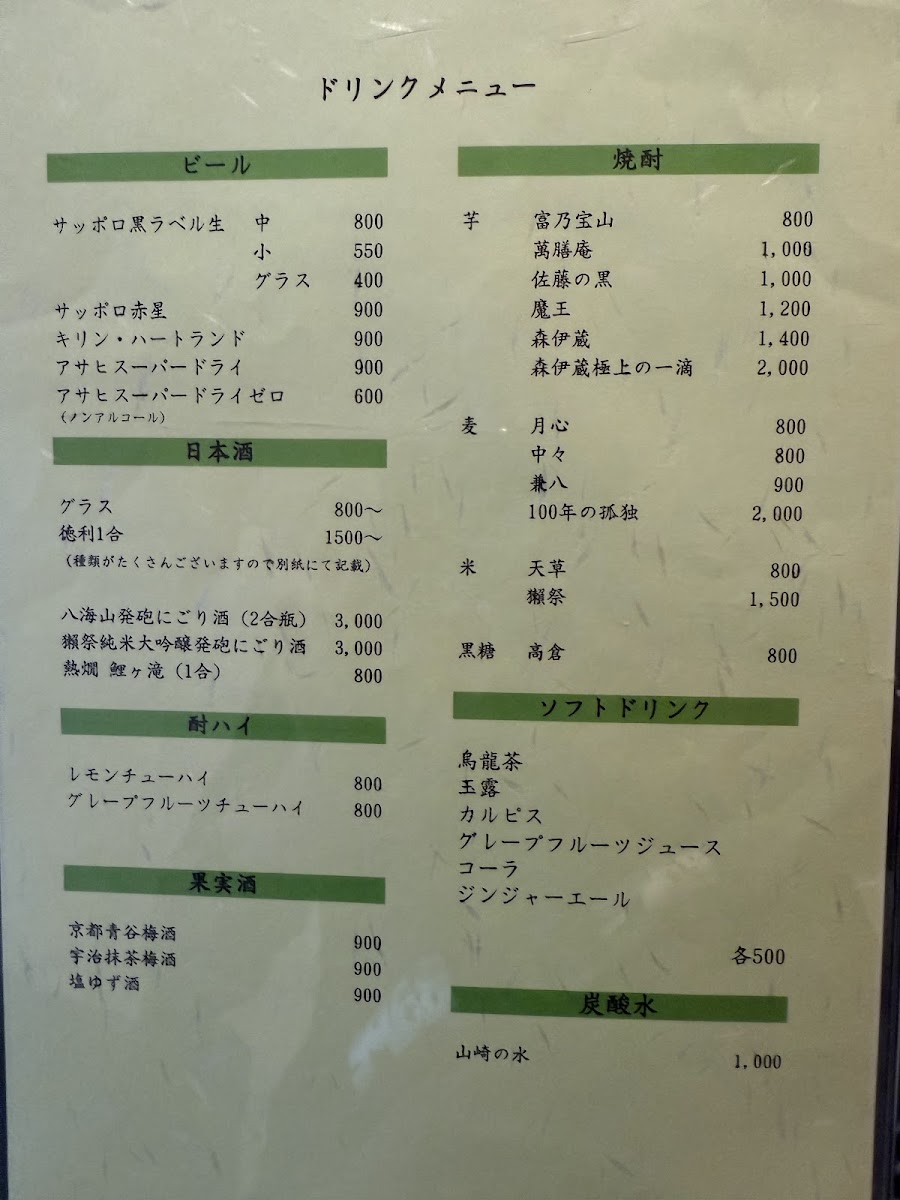 ドリンクメニュー
ビール
サッポロ黒ラベル生 中 800
小 550
グラス 400
サッポロ赤星 900
キリン・ハートランド 900
アサヒスーパードライ 900
アサヒスーパードライゼロ 600
(ノンアルコール)
日本酒
グラス 800～
徳利1合 1500～
(種類がたくさんございますので別紙にて記載)
八海山発砲にごり酒 (2合瓶) 3,000
獺祭純米大吟醸発砲にごり酒 3,000
熱燗 鯉ヶ滝 (1合) 800
酎ハイ
レモンチューハイ 800
グレープフルーツチューハイ 800
果実酒
京都青谷梅酒 900
宇治抹茶梅酒 900
塩ゆず酒 900
焼酎
芋 富乃宝山 800
萬膳庵 1,000
佐藤の黒 1,000
魔王 1,200
森伊蔵 1,400
森伊蔵極上の一滴 2,000
麦 月心 800
中々 800
兼八 900
100年の孤独 2,000
米 天草 800
獺祭 1,500
黒糖 高倉 800
ソフトドリンク
烏龍茶
玉露
カルピス
グレープフルーツジュース
コーラ
ジンジャーエール
各500
炭酸水
山崎の水 1,000